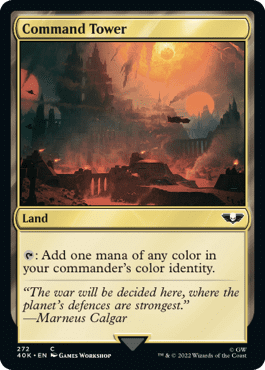 Command Tower
Land
: Add one mana of any color in
your commander's color identity.
"The war will be decided here, where the
planet's defences are strongest."
—Marneus Calgar
272 C
40K • EN Games Workshop
© GW
™ & © 2022 Wizards of the Coast